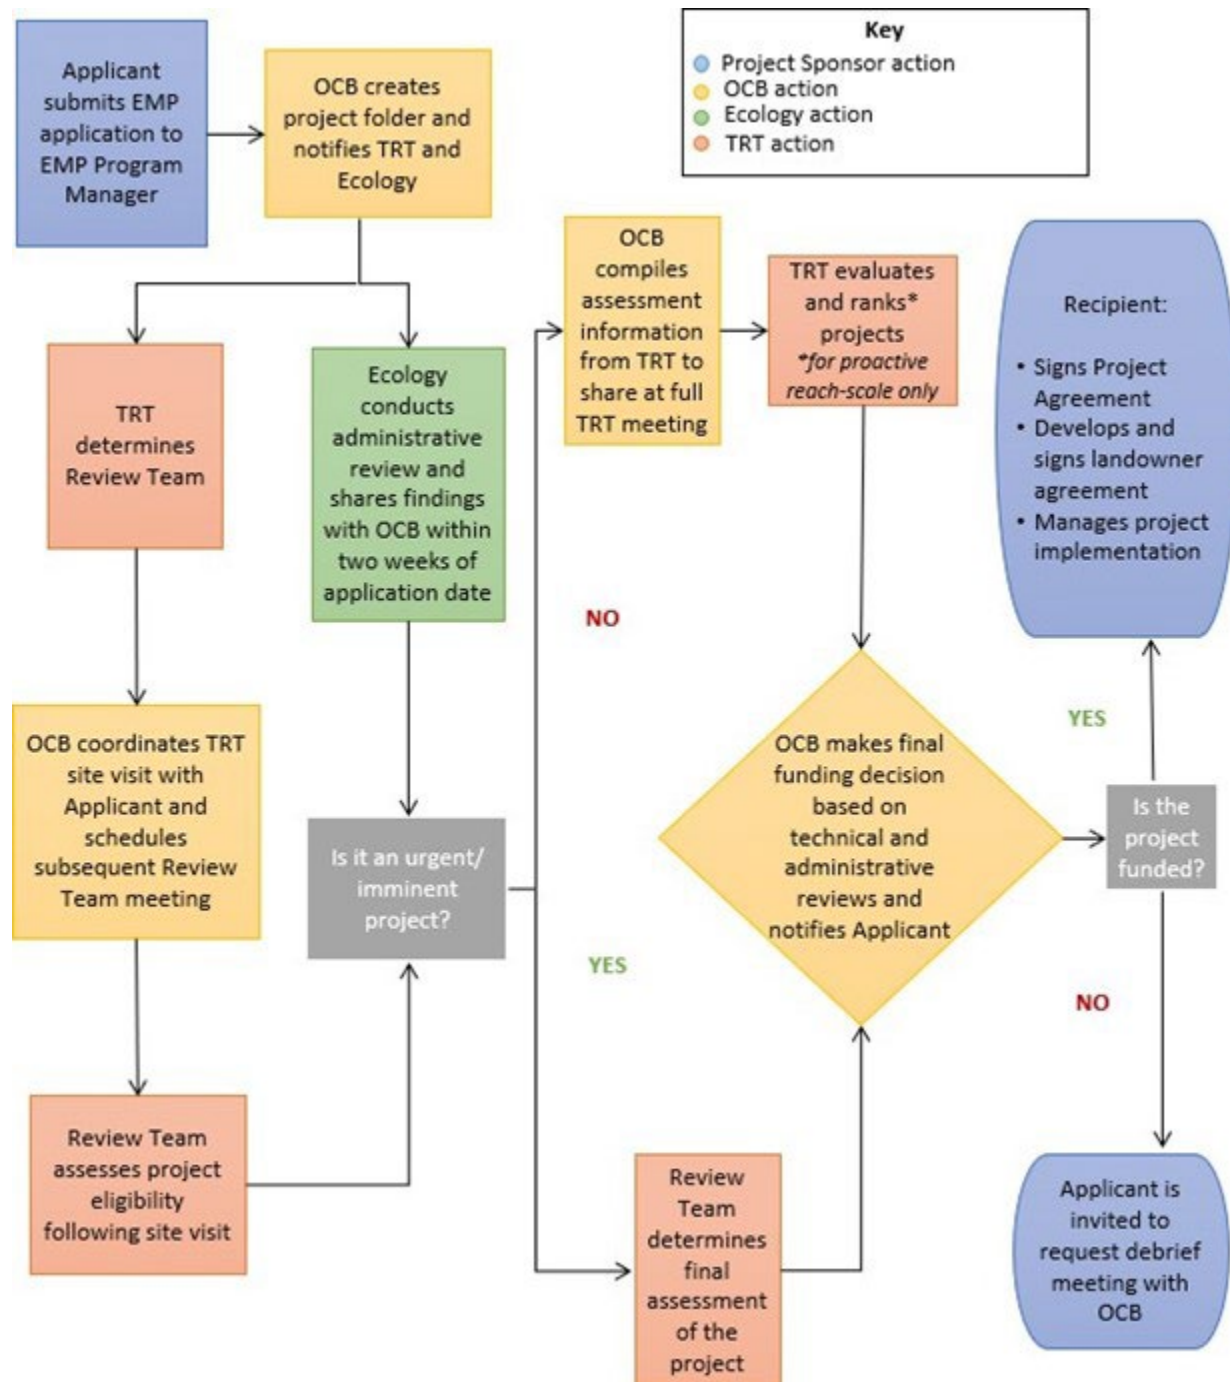 Key
Project Sponsor action
OCB action
Ecology action
TRT action
Applicant
submits EMP
application to
EMP Program
Manager
OCB creates
project folder and
notifies TRT and
Ecology
TRT
determines
Review Team
Ecology
conducts
administrative
review and
shares findings
with OCB within
two weeks of
application date
OCB coordinates TRT
site visit with
Applicant and
schedules
subsequent Review
Team meeting
Review Team
assesses project
eligibility
following site visit
Is it an urgent/
imminent
project?
NO
OCB
compiles
assessment
information
from TRT to
share at full
TRT meeting
TRT evaluates
and ranks*
projects
*for proactive
reach-scale only
YES
Review
Team
determines
final
assessment
of the
project
OCB makes final
funding decision
based on
technical and
administrative
reviews and
notifies Applicant
Is the
project
funded?
YES
Recipient:
• Signs Project
Agreement
• Develops and
signs landowner
agreement
• Manages project
implementation
NO
Applicant is
invited to
request debrief
meeting with
OCB